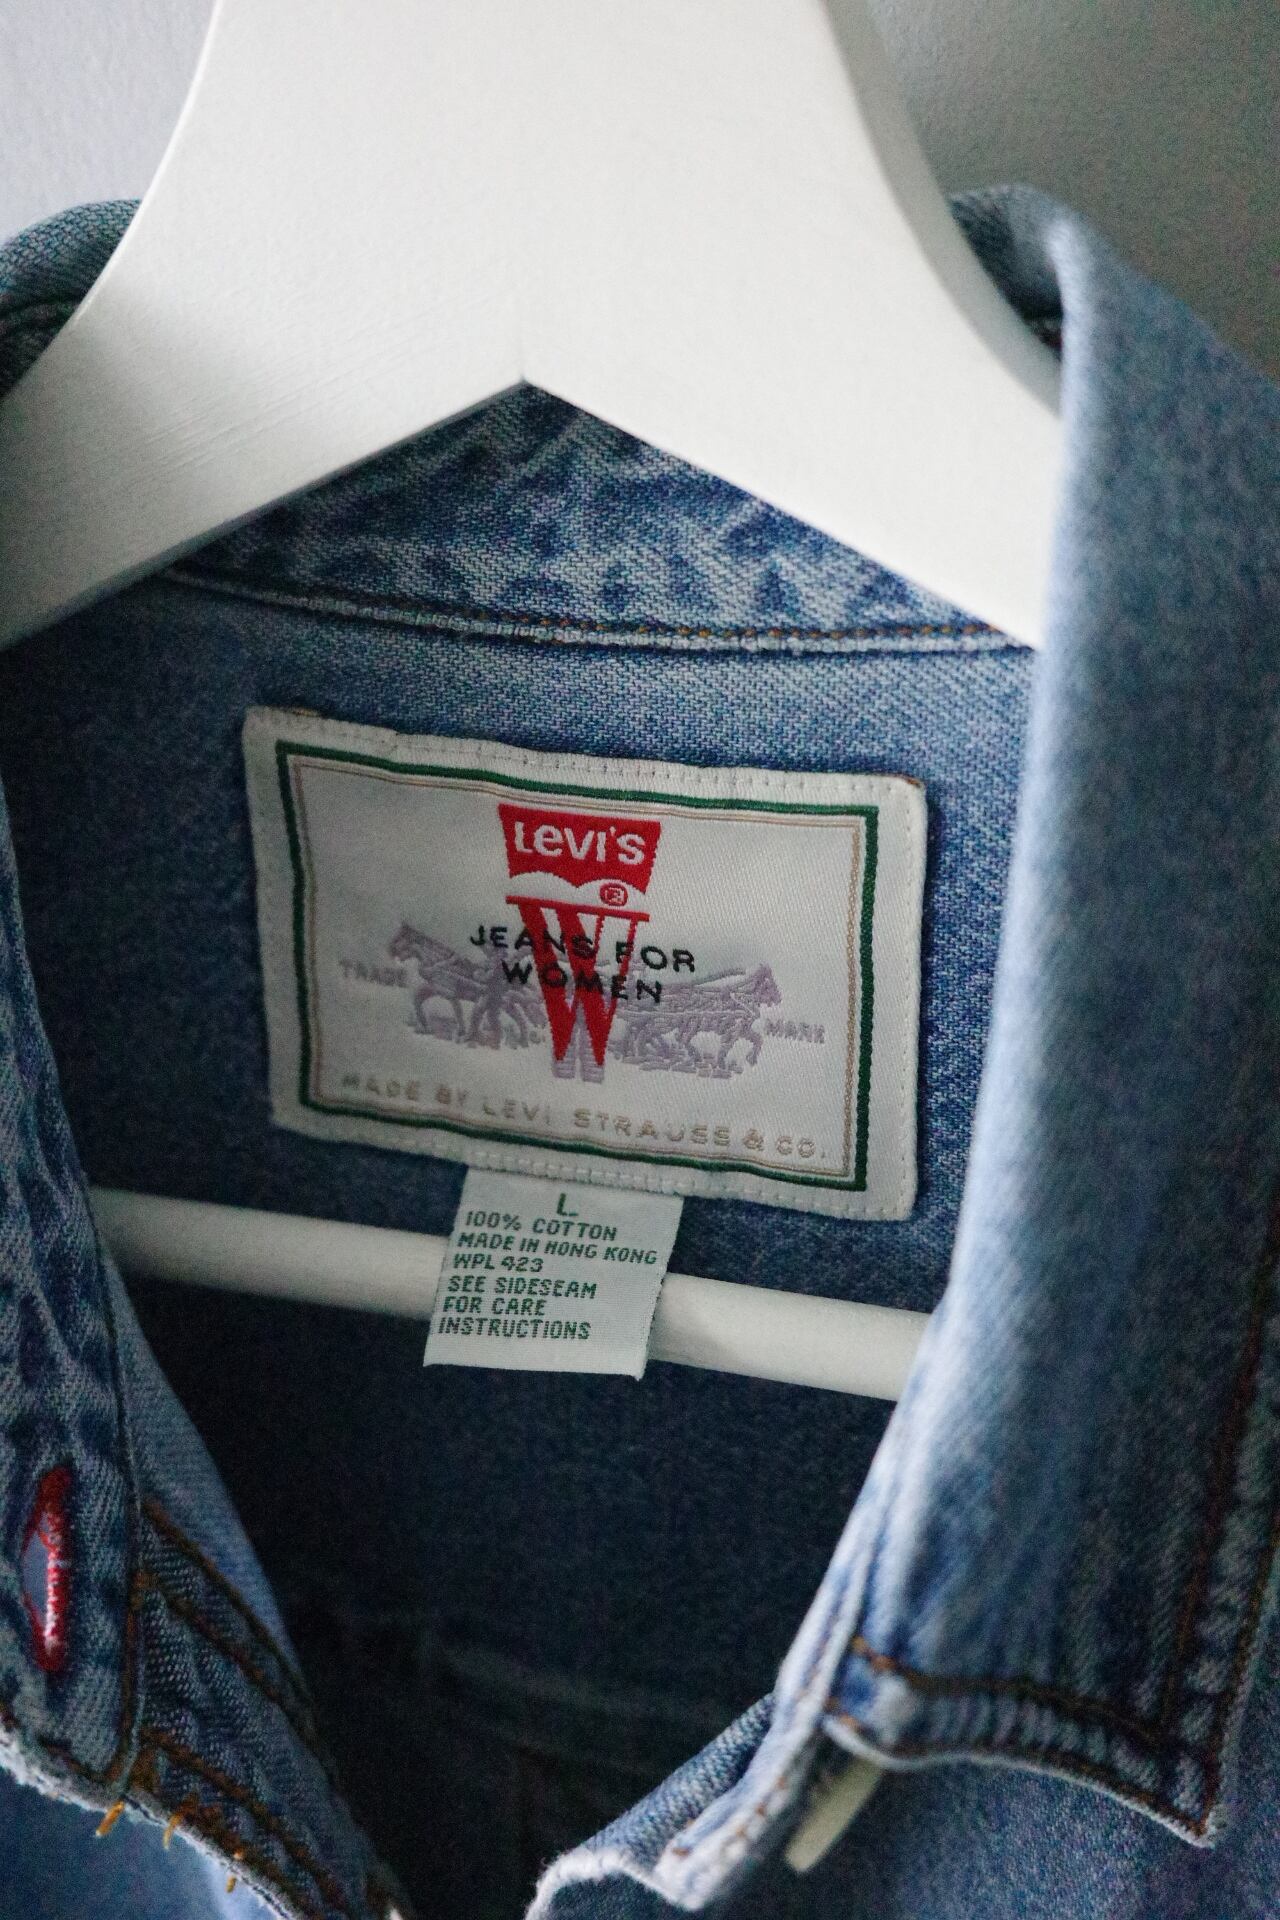 LEVI'S
®
W
JEANS FOR
WOMEN
TRADE MARK
MADE BY LEVI STRAUSS & CO.
L
100% COTTON
MADE IN HONG KONG
WPL 423
SEE SIDESEAM
FOR CARE
INSTRUCTIONS